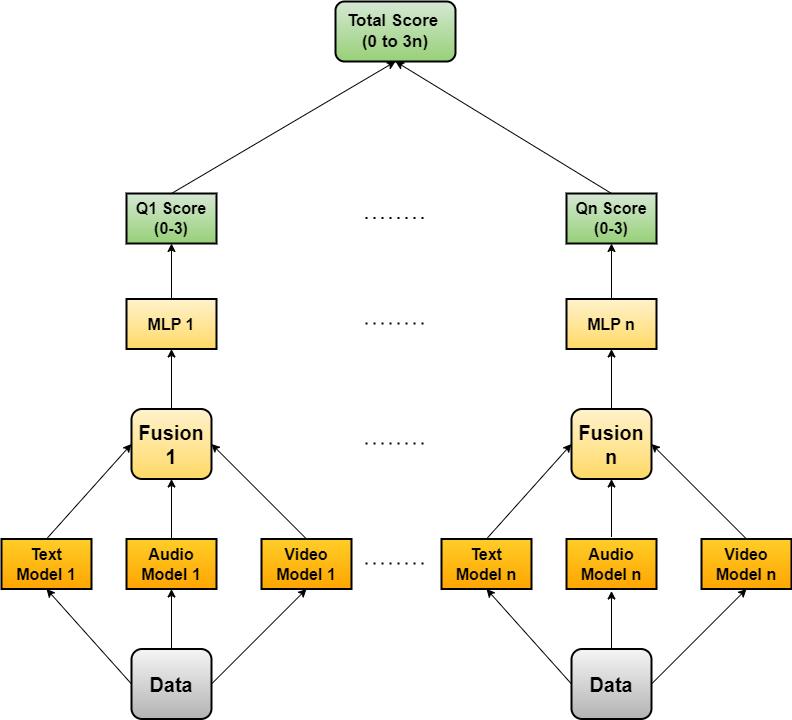 Total Score
(0 to 3n)
Q1 Score
(0-3)
........
Qn Score
(0-3)
MLP 1
........
MLP n
Fusion
1
........
Fusion
n
Text
Model 1
Audio
Model 1
Video
Model 1
........
Text
Model n
Audio
Model n
Video
Model n
Data
Data